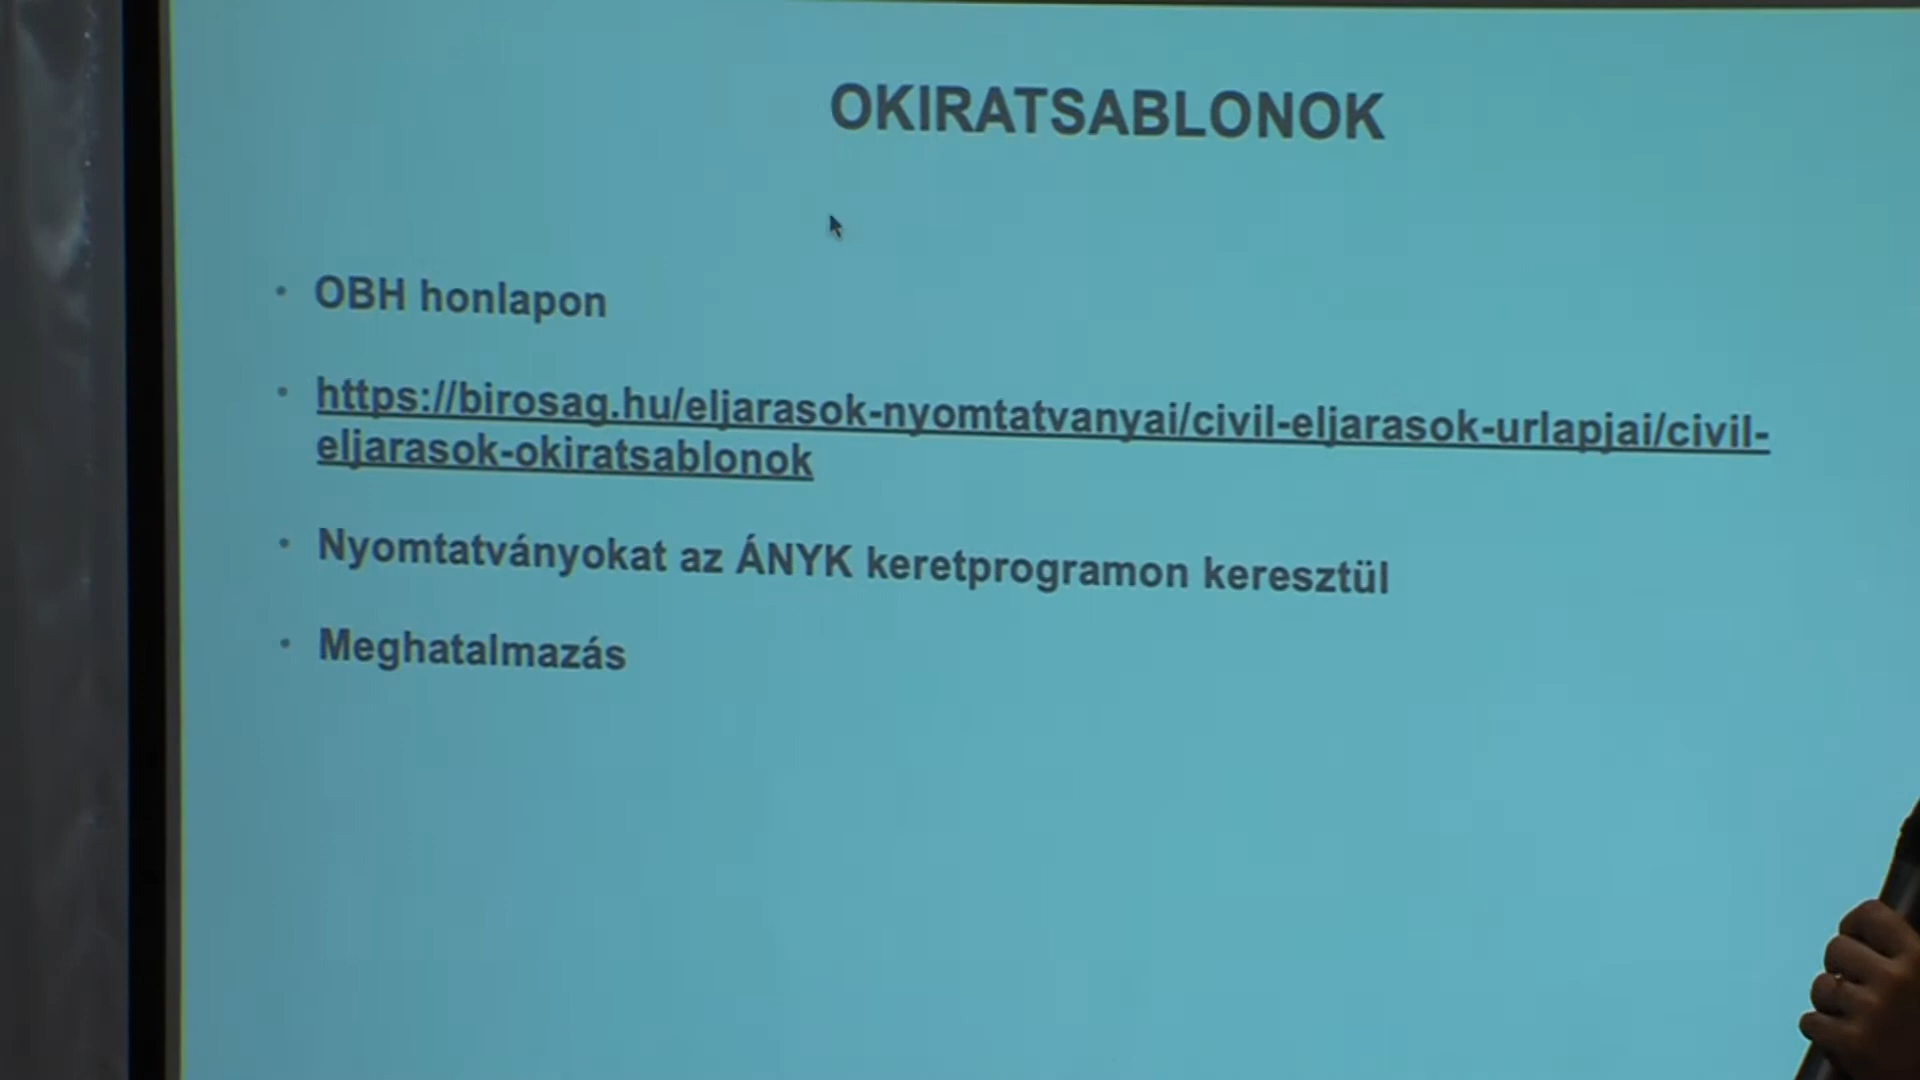 OKIRATSABLONOK
• OBH honlapon
• https://birosag.hu/eljarasok-nyomtatvanyai/civil-eljarasok-urlapjai/civil-
eljarasok-okiratsablonok
• Nyomtatványokat az ÁNYK keretprogramon keresztül
• Meghatalmazás